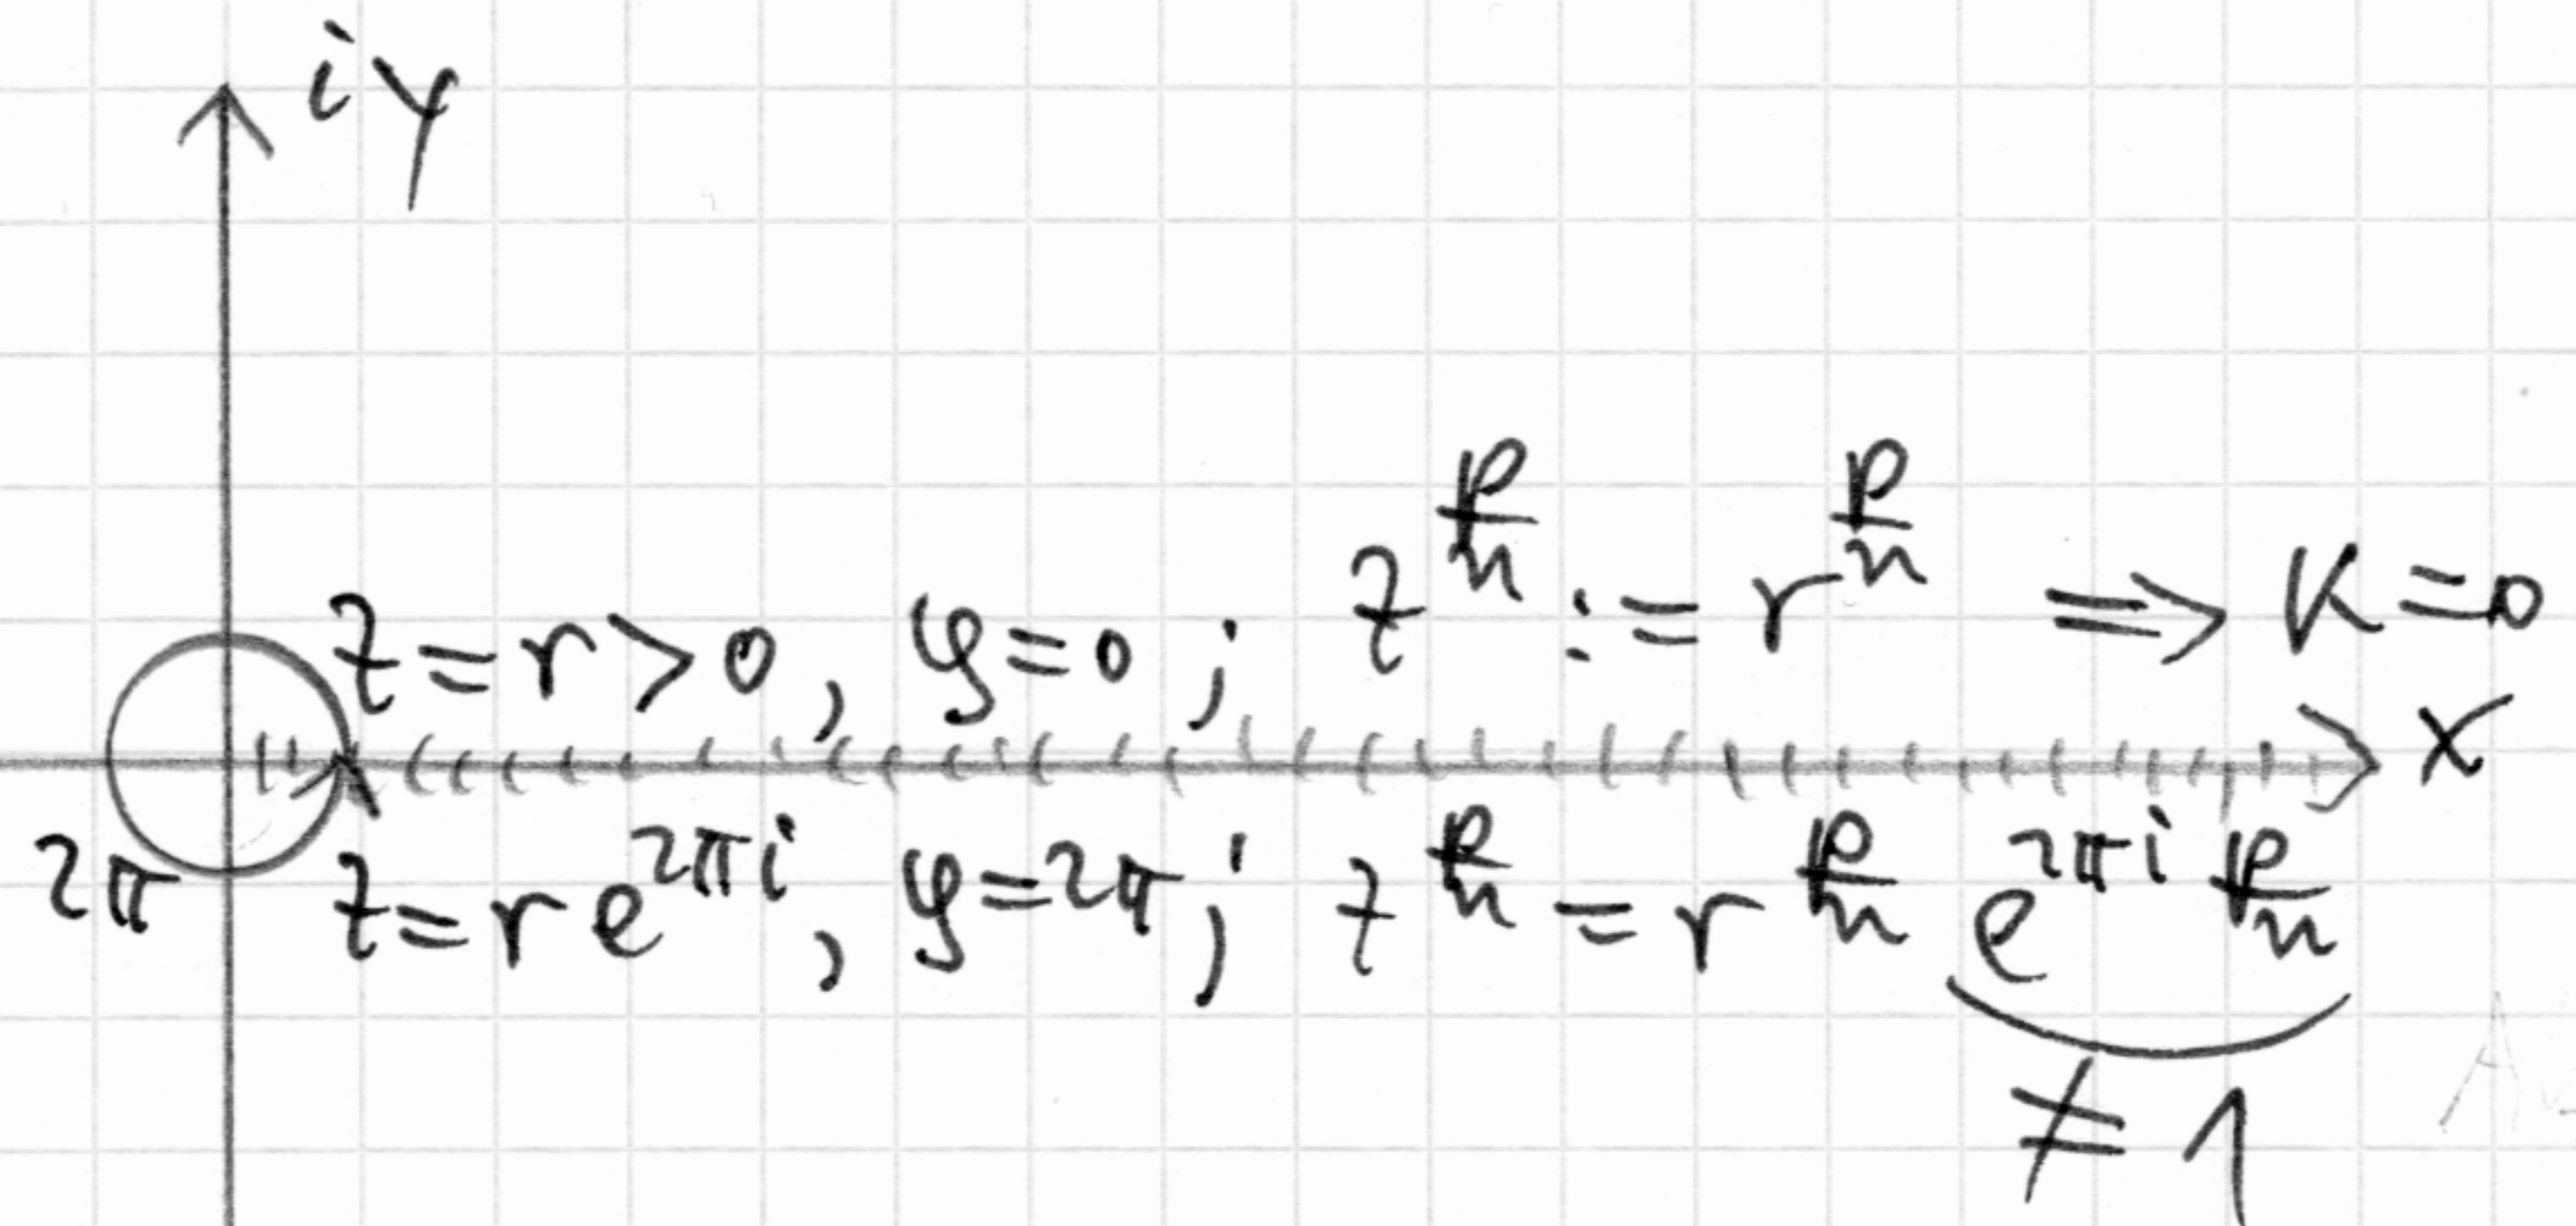 iy
z = r > 0, φ = 0; z^{p/n} := r^{p/n} ⇒ k = 0
x
2π
z = re^{2πi}, φ = 2π; z^{p/n} = r^{p/n} e^{2πi p/n}
≠ 1